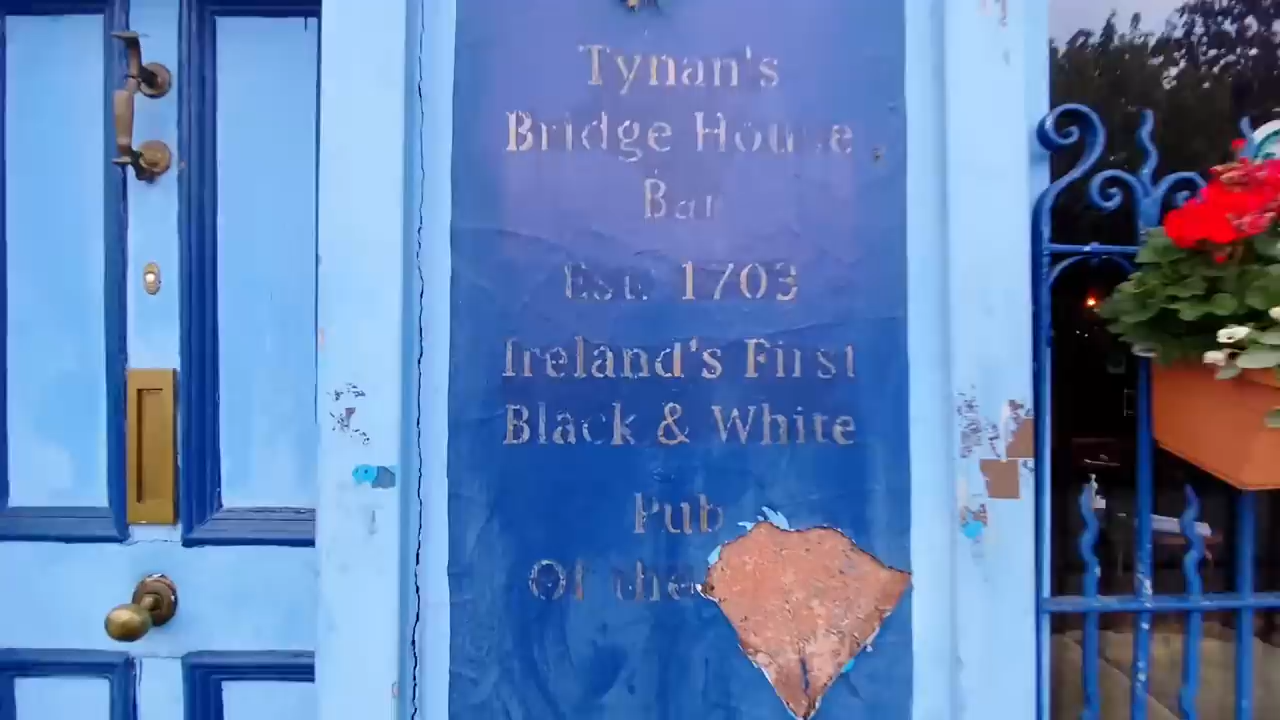 Tynan's
Bridge House
Bar
Est. 1703
Ireland's First
Black & White
Pub
Of the